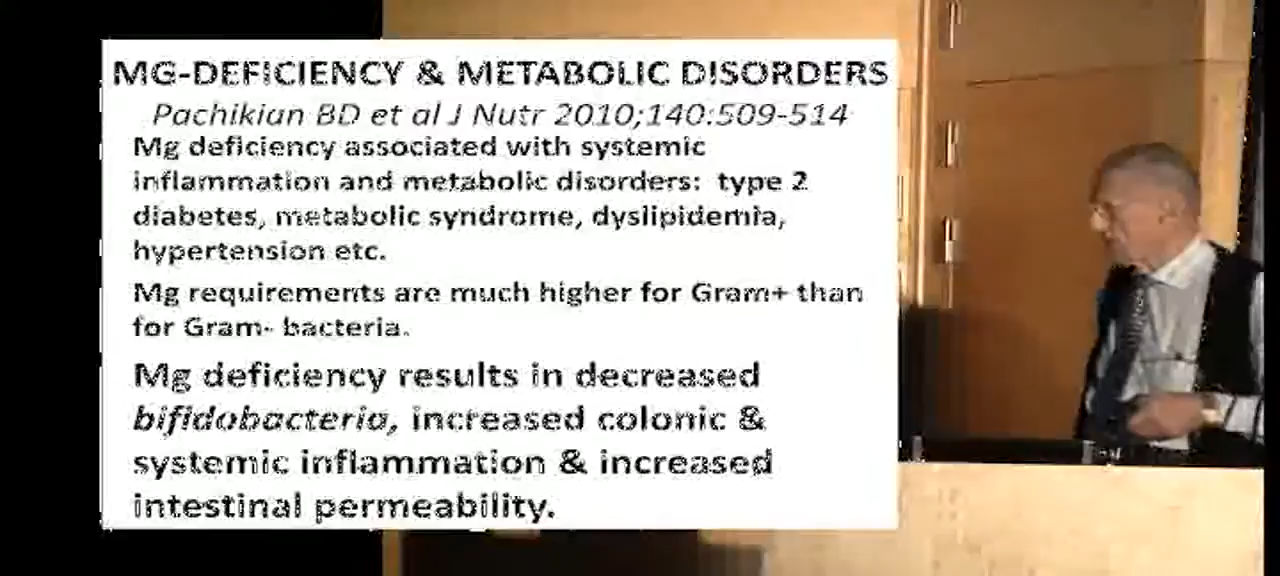 MG-DEFICIENCY & METABOLIC DISORDERS
Pachikian BD et al J Nutr 2010;140:509-514
Mg deficiency associated with systemic
inflammation and metabolic disorders: type 2
diabetes, metabolic syndrome, dyslipidemia,
hypertension etc.
Mg requirements are much higher for Gram+ than
for Gram- bacteria.
Mg deficiency results in decreased
bifidobacteria, increased colonic &
systemic inflammation & increased
intestinal permeability.